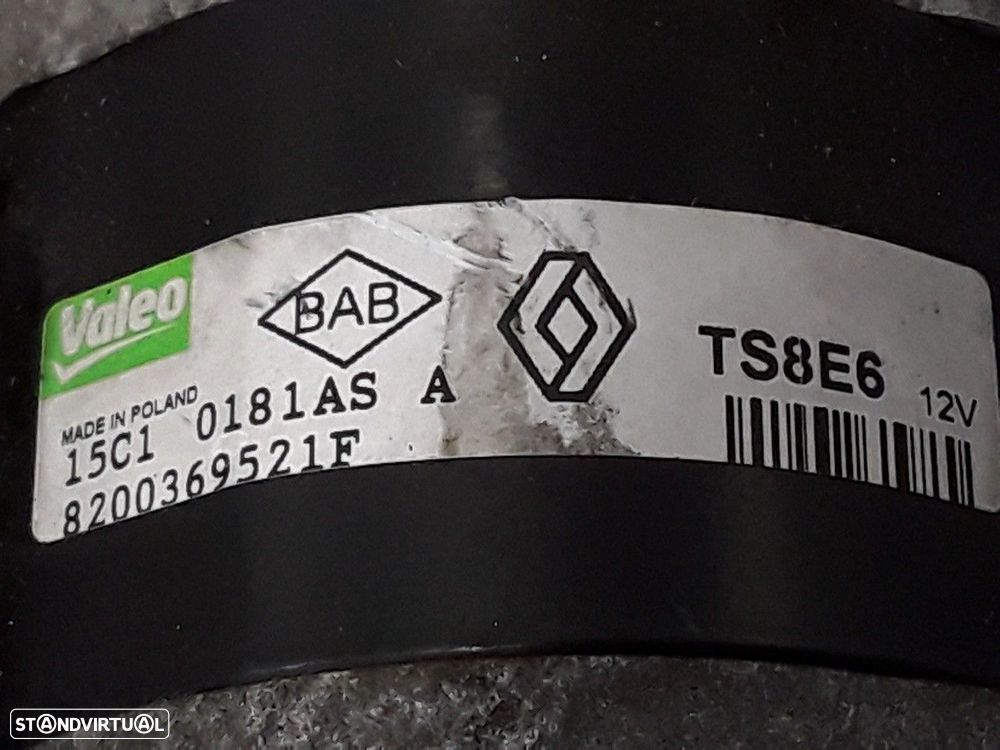 Valeo
BAB
TS8E6 12V
MADE IN POLAND
15C1 0181AS A
8200369521F
STANDVIRTUAL